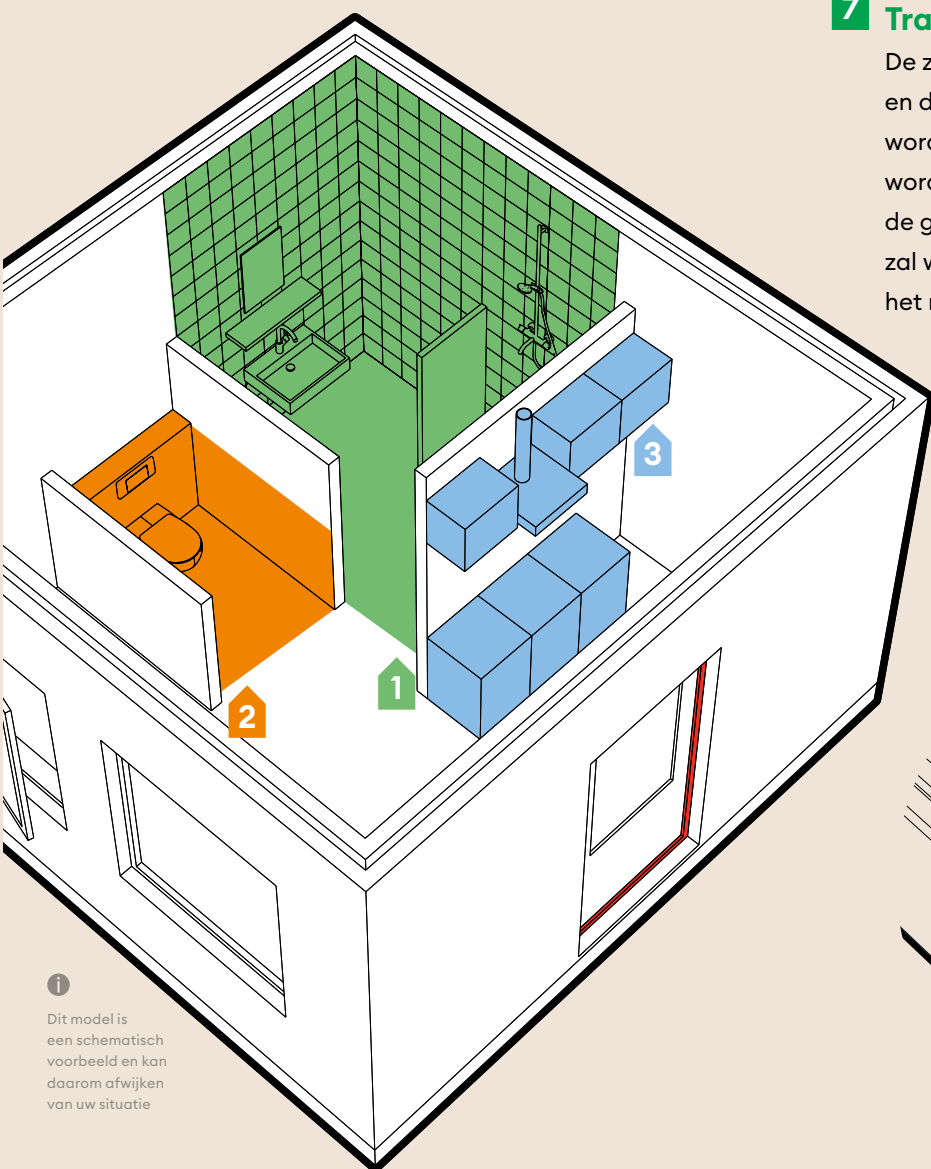 7 Tra
De z
en d
word
word
de g
zal w
het r
3
1
2
i
Dit model is
een schematisch
voorbeeld en kan
daarom afwijken
van uw situatie